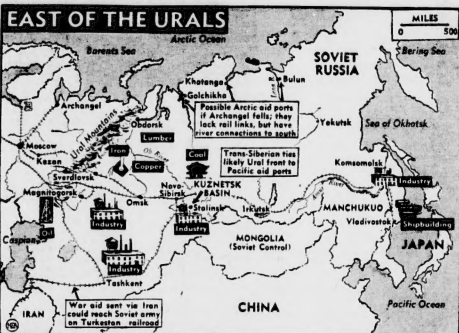 EAST OF THE URALS
MILES
0 500
Arctic Ocean
Barents Sea
Bering Sea
SOVIET
RUSSIA
Khatanga
Golchikha
Bulun
Lena R.
Possible Arctic aid ports
if Archangel falls; they
lack rail links, but have
river connections to south
Archangel
Obdorsk
Ural Mountains
Lumber
Yakutsk
Sea of Okhotsk
Moscow
Iron
Ob River
Coal
Trans-Siberian ties
likely Ural front to
Pacific aid ports
Kazan
Copper
Komsomolsk
Sverdlovsk
Novo-
Sibirsk
KUZNETSK
BASIN
Industry
Magnitogorsk
Omsk
Stalinsk
Irkutsk
River
MANCHUKUO
Oil
Industry
Industry
Vladivostok
Shipbuilding
MONGOLIA
(Soviet Control)
JAPAN
Caspian
Industry
Tashkent
Pacific Ocean
War aid sent via Iran
could reach Soviet army
on Turkestan railroad
IRAN
CHINA